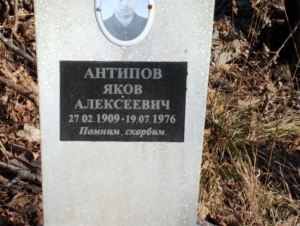 АНТИПОВ
ЯКОВ
АЛЕКСЕЕВИЧ
27.02.1909 - 19.07.1976
Помним, скорбим